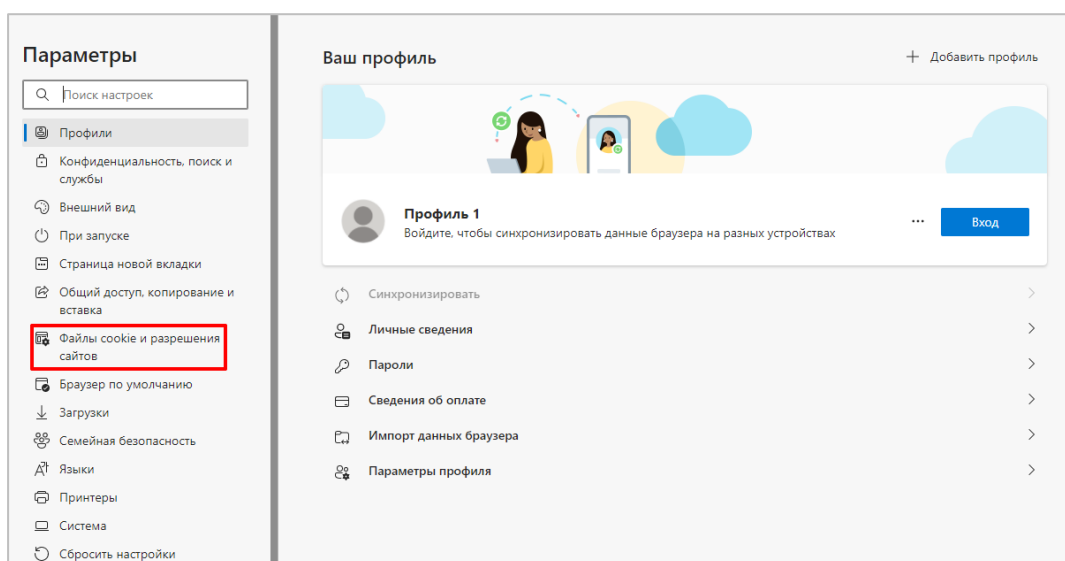 Параметры
Поиск настроек
Профили
Конфиденциальность, поиск и
службы
Внешний вид
При запуске
Страница новой вкладки
Общий доступ, копирование и
вставка
Файлы cookie и разрешения
сайтов
Браузер по умолчанию
Загрузки
Семейная безопасность
Языки
Принтеры
Система
Сбросить настройки
Ваш профиль
Добавить профиль
Профиль 1
Войдите, чтобы синхронизировать данные браузера на разных устройствах
Вход
Синхронизировать
Личные сведения
Пароли
Сведения об оплате
Импорт данных браузера
Параметры профиля